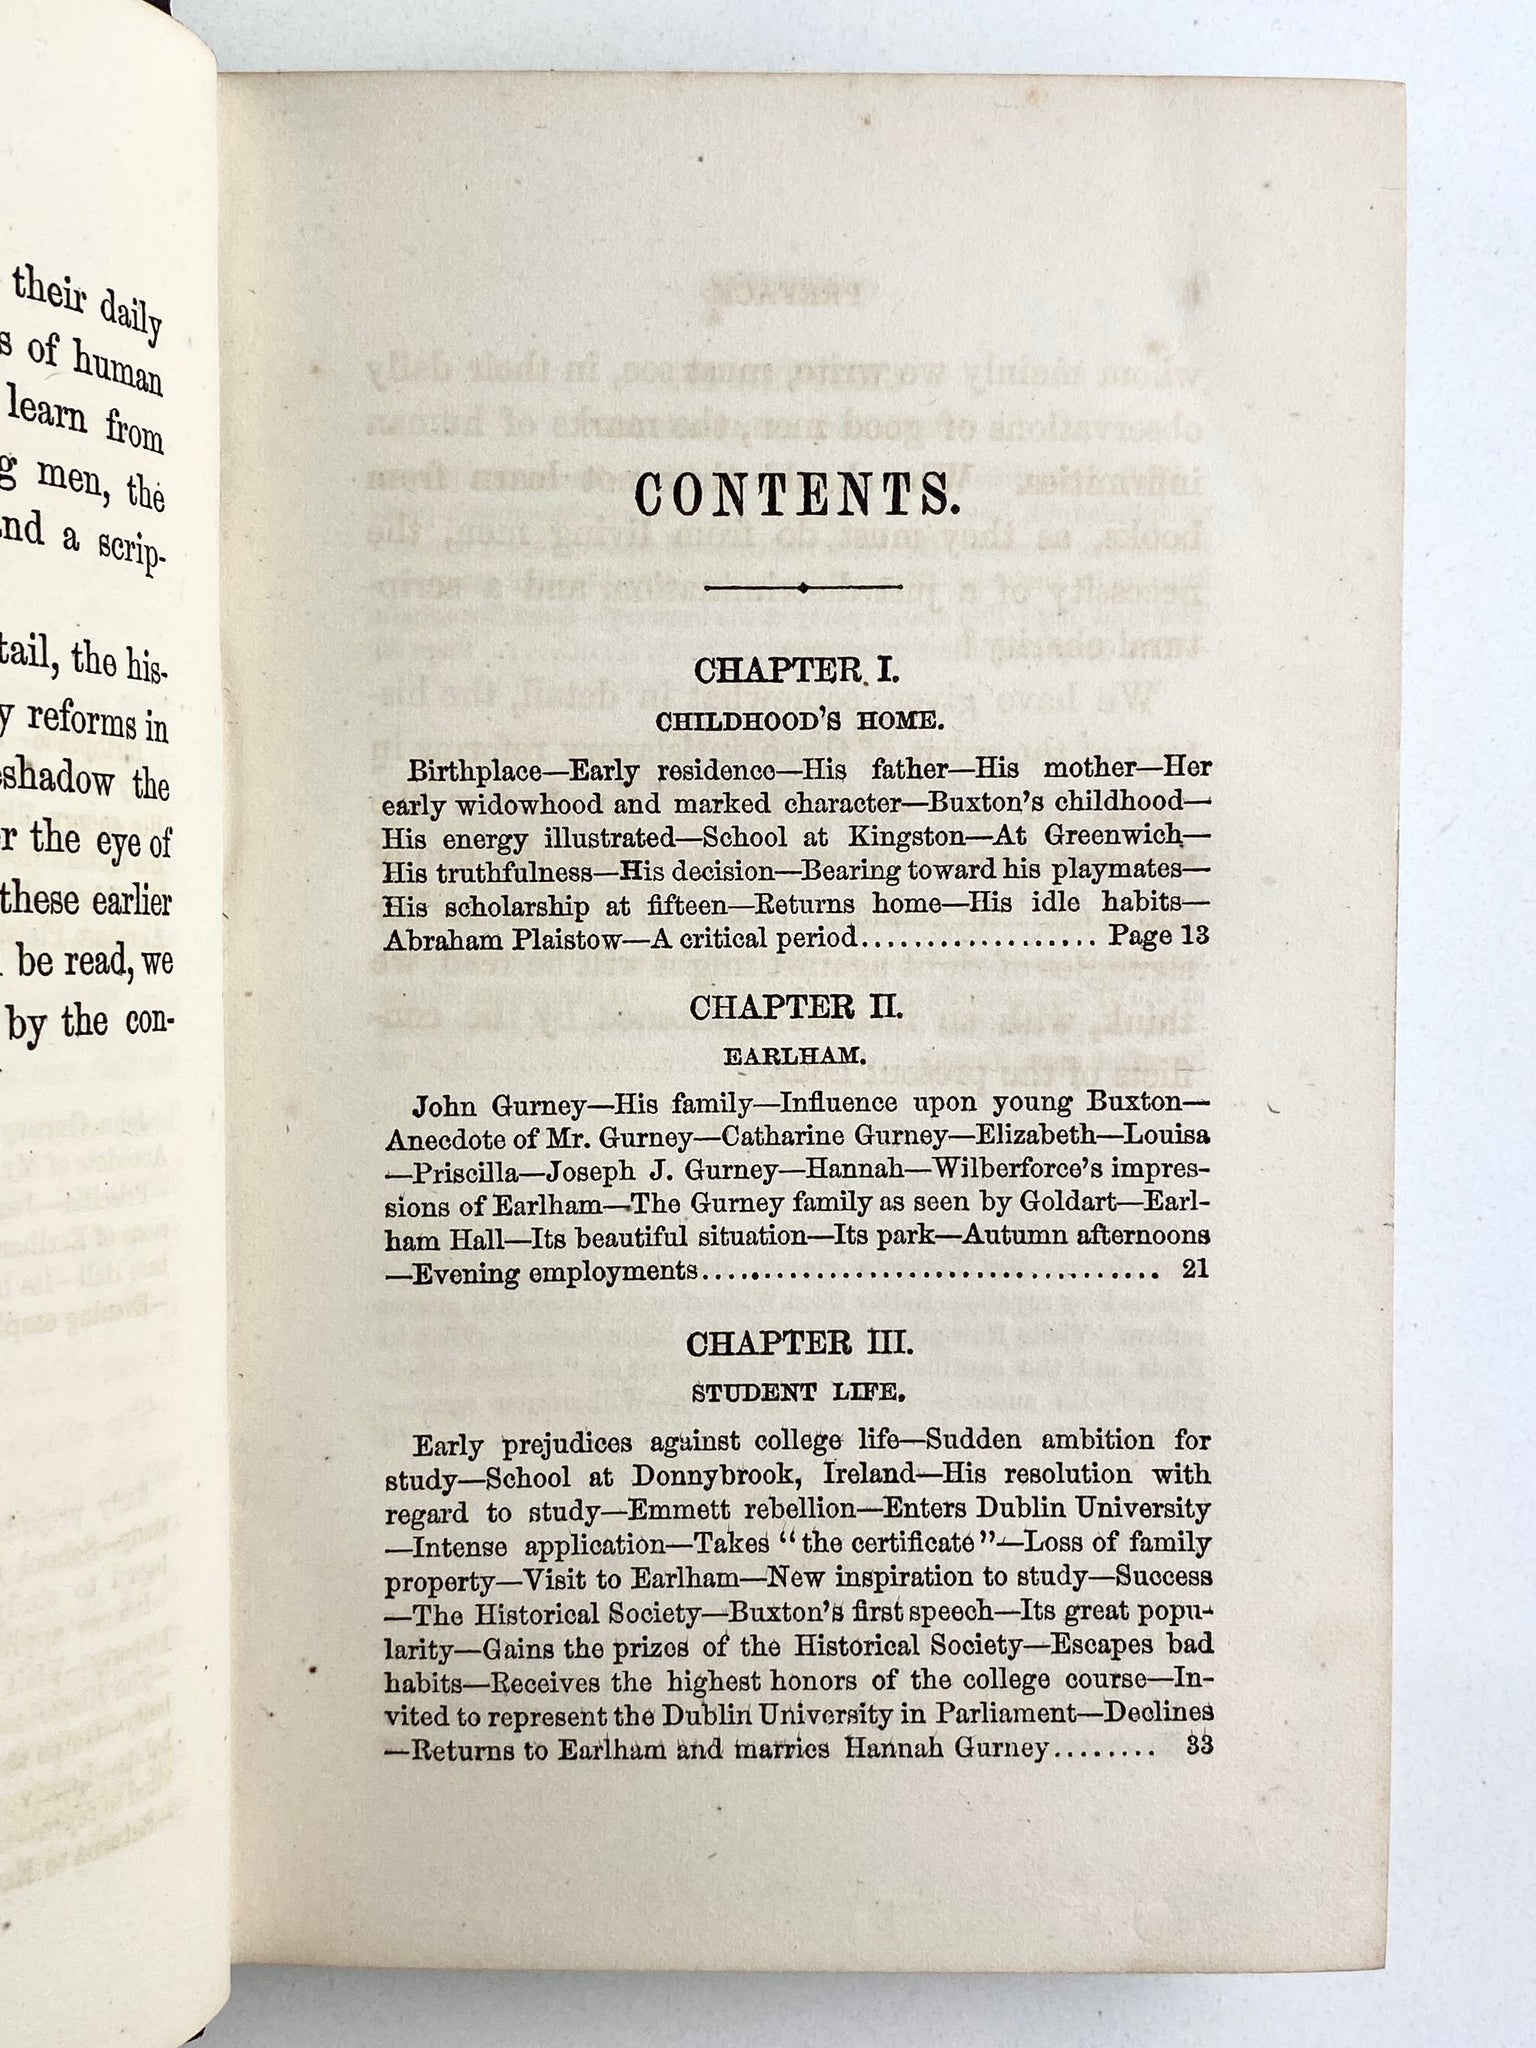 their daily
s of human
learn from
g men, the
nd a scrip-
tail, the his-
y reforms in
eshadow the
r the eye of
these earlier
be read, we
by the con-
CONTENTS.
CHAPTER I.
CHILDHOOD'S HOME.
Birthplace—Early residence—His father—His mother—Her
early widowhood and marked character—Buxton's childhood—
His energy illustrated—School at Kingston—At Greenwich—
His truthfulness—His decision—Bearing toward his playmates—
His scholarship at fifteen—Returns home—His idle habits—
Abraham Plaistow—A critical period.................. Page 13
CHAPTER II.
EARLHAM.
John Gurney—His family—Influence upon young Buxton—
Anecdote of Mr. Gurney—Catharine Gurney—Elizabeth—Louisa
—Priscilla—Joseph J. Gurney—Hannah—Wilberforce's impres-
sions of Earlham—The Gurney family as seen by Goldart—Earl-
ham Hall—Its beautiful situation—Its park—Autumn afternoons
—Evening employments................................... 21
CHAPTER III.
STUDENT LIFE.
Early prejudices against college life—Sudden ambition for
study—School at Donnybrook, Ireland—His resolution with
regard to study—Emmett rebellion—Enters Dublin University
—Intense application—Takes "the certificate"—Loss of family
property—Visit to Earlham—New inspiration to study—Success
—The Historical Society—Buxton's first speech—Its great popu-
larity—Gains the prizes of the Historical Society—Escapes bad
habits—Receives the highest honors of the college course—In-
vited to represent the Dublin University in Parliament—Declines
—Returns to Earlham and marries Hannah Gurney........ 33